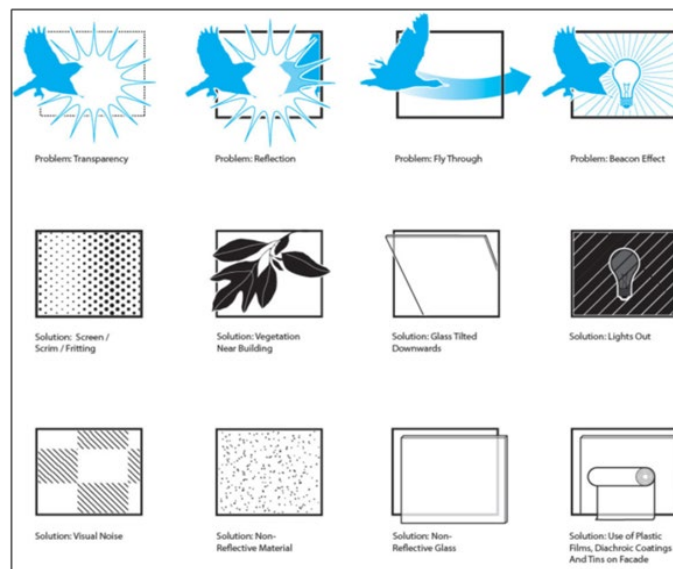 Problem: Transparency
Problem: Reflection
Problem: Fly Through
Problem: Beacon Effect
Solution: Screen /
Scrim / Fritting
Solution: Vegetation
Near Building
Solution: Glass Tilted
Downwards
Solution: Lights Out
Solution: Visual Noise
Solution: Non-
Reflective Material
Solution: Non-
Reflective Glass
Solution: Use of Plastic
Films, Diachroic Coatings
And Tins on Facade